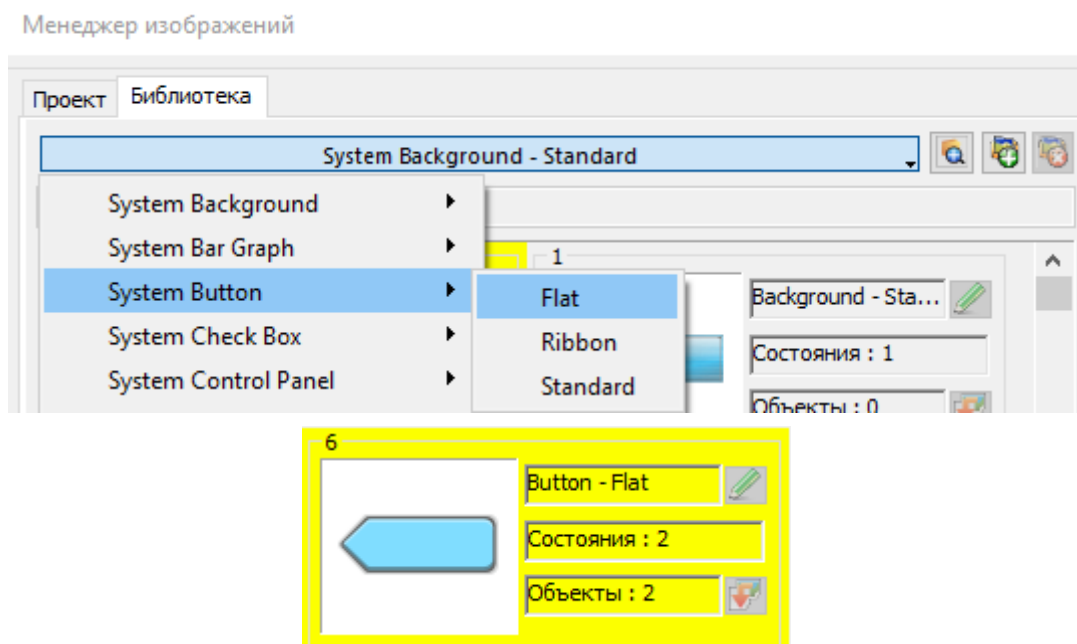 Менеджер изображений
Проект Библиотека
System Background - Standard
System Background
System Bar Graph
System Button
System Check Box
System Control Panel
Flat
Ribbon
Standard
1
Background - Sta...
Состояния : 1
Объекты : 0
6
Button - Flat
Состояния : 2
Объекты : 2